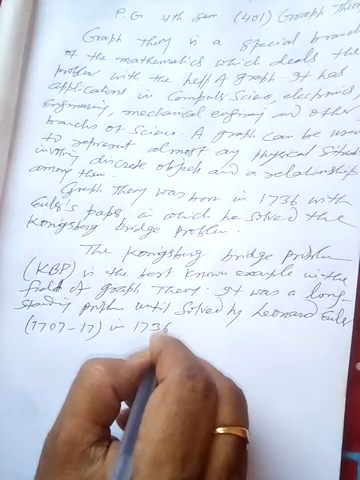 P.G. 4th Sem. (401) Graph Theo
Graph theory is a special branc
of the mathematics which deals the
problem with the help of graph. It has
applications in Computer Science, electronics,
Engineering, mechanical enginering and other
branches of Science. A graph can be use
to represent almost any physical Situa
involving discrete objects and a relationship
among them.
Graph Theory was born in 1736 with
Euler's paper in which he solved the
Konigsberg bridge problem.
The Konigsberg bridge problem
(KBP) is the best known example in the
field of Graph Theory. It was a long-
standing problem until solved by Leonard Euler
(1707-17) in 1736